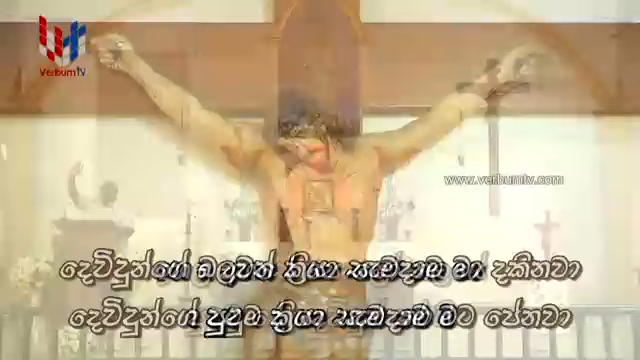 VerbumTV
www.verbumtv.com
දෙවිදුන්ගේ බලවත් ක්‍රියා සැමදාම මා දකිනවා
දෙවිදුන්ගේ පුදුම ක්‍රියා සැමදාම මට පේනවා